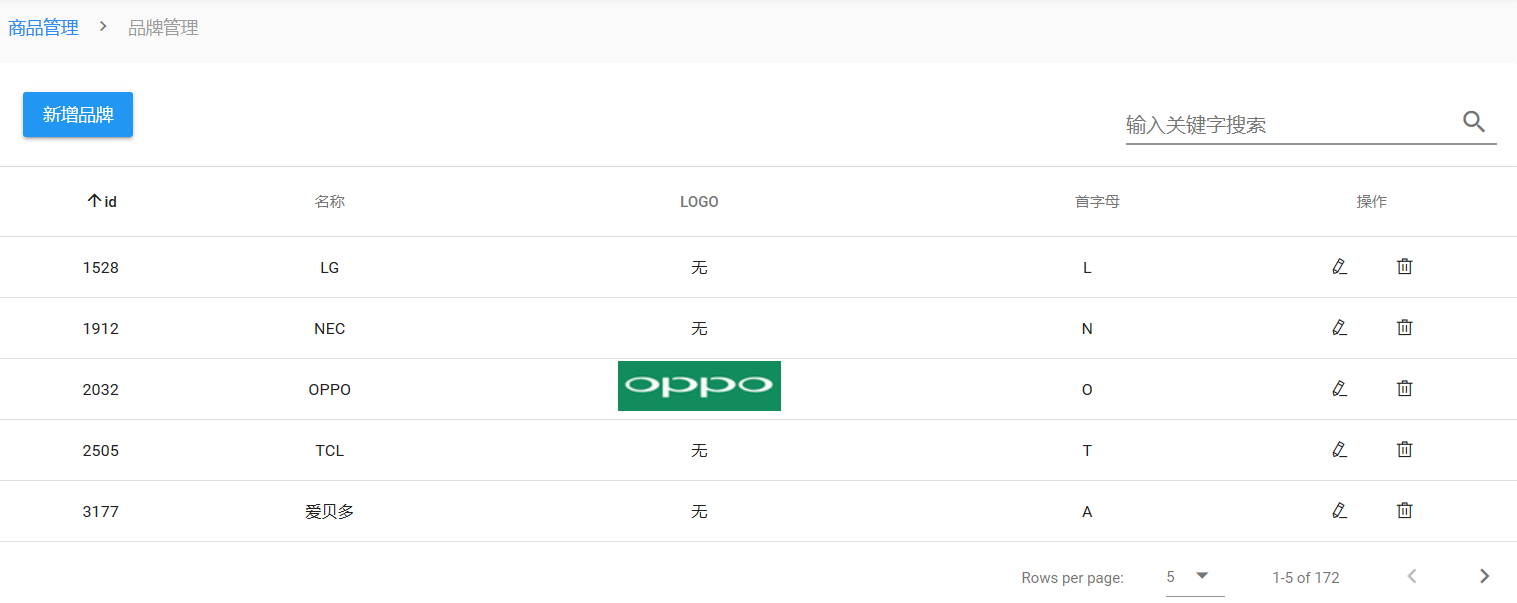 商品管理 > 品牌管理
新增品牌
输入关键字搜索
id 名称 LOGO 首字母 操作
1528 LG 无 L
1912 NEC 无 N
2032 OPPO oppo O
2505 TCL 无 T
3177 爱贝多 无 A
Rows per page: 5 1-5 of 172